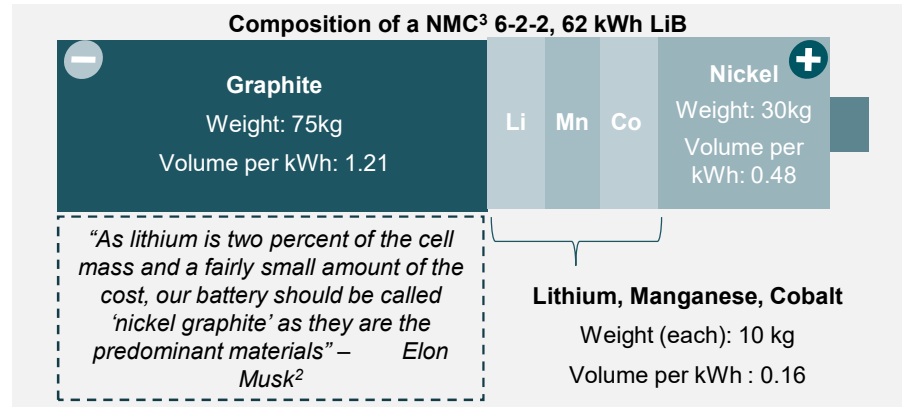 Composition of a NMC³ 6-2-2, 62 kWh LiB
−
Graphite
Weight: 75kg
Volume per kWh: 1.21
Li
Mn
Co
+
Nickel
Weight: 30kg
Volume per
kWh: 0.48
“As lithium is two percent of the cell
mass and a fairly small amount of the
cost, our battery should be called
‘nickel graphite’ as they are the
predominant materials” – Elon
Musk²
Lithium, Manganese, Cobalt
Weight (each): 10 kg
Volume per kWh : 0.16